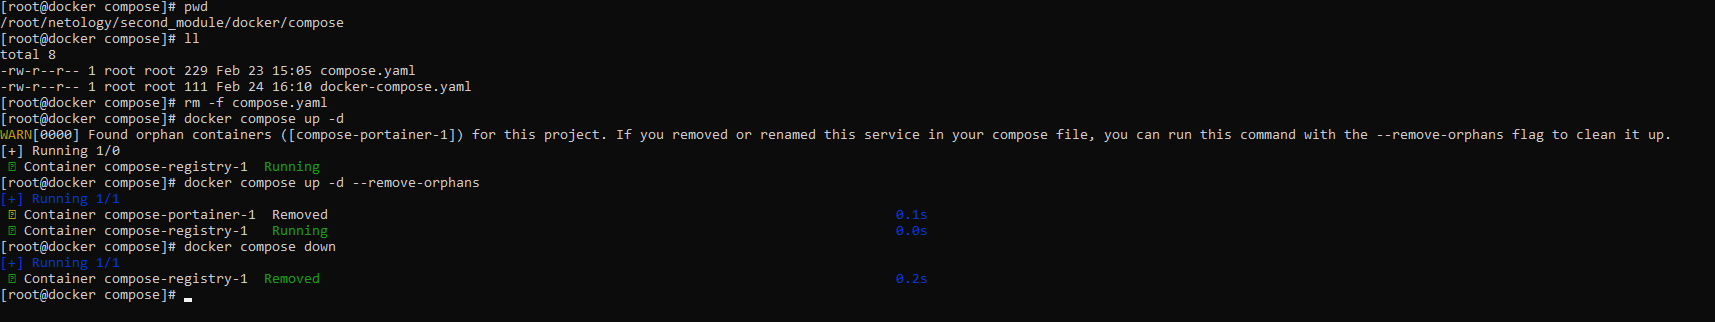 [root@docker compose]# pwd
/root/netology/second_module/docker/compose
[root@docker compose]# ll
total 8
-rw-r--r-- 1 root root 229 Feb 23 15:05 compose.yaml
-rw-r--r-- 1 root root 111 Feb 24 16:10 docker-compose.yaml
[root@docker compose]# rm -f compose.yaml
[root@docker compose]# docker compose up -d
WARN[0000] Found orphan containers ([compose-portainer-1]) for this project. If you removed or renamed this service in your compose file, you can run this command with the --remove-orphans flag to clean it up.
[+] Running 1/0
Container compose-registry-1 Running
[root@docker compose]# docker compose up -d --remove-orphans
[+] Running 1/1
Container compose-portainer-1 Removed 0.1s
Container compose-registry-1 Running 0.0s
[root@docker compose]# docker compose down
[+] Running 1/1
Container compose-registry-1 Removed 0.2s
[root@docker compose]#